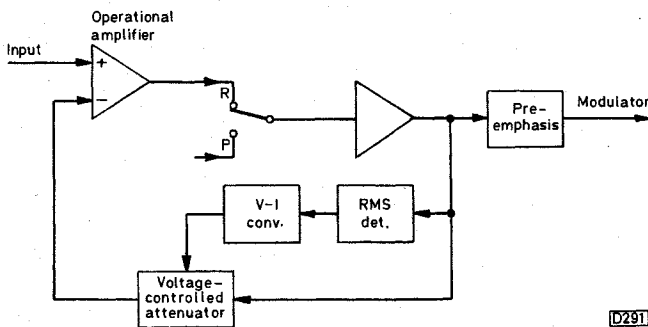 Operational
amplifier
Input
+
−
R
P
Pre-
emphasis
Modulator
V-I
conv.
RMS
det.
Voltage-
controlled
attenuator
D291